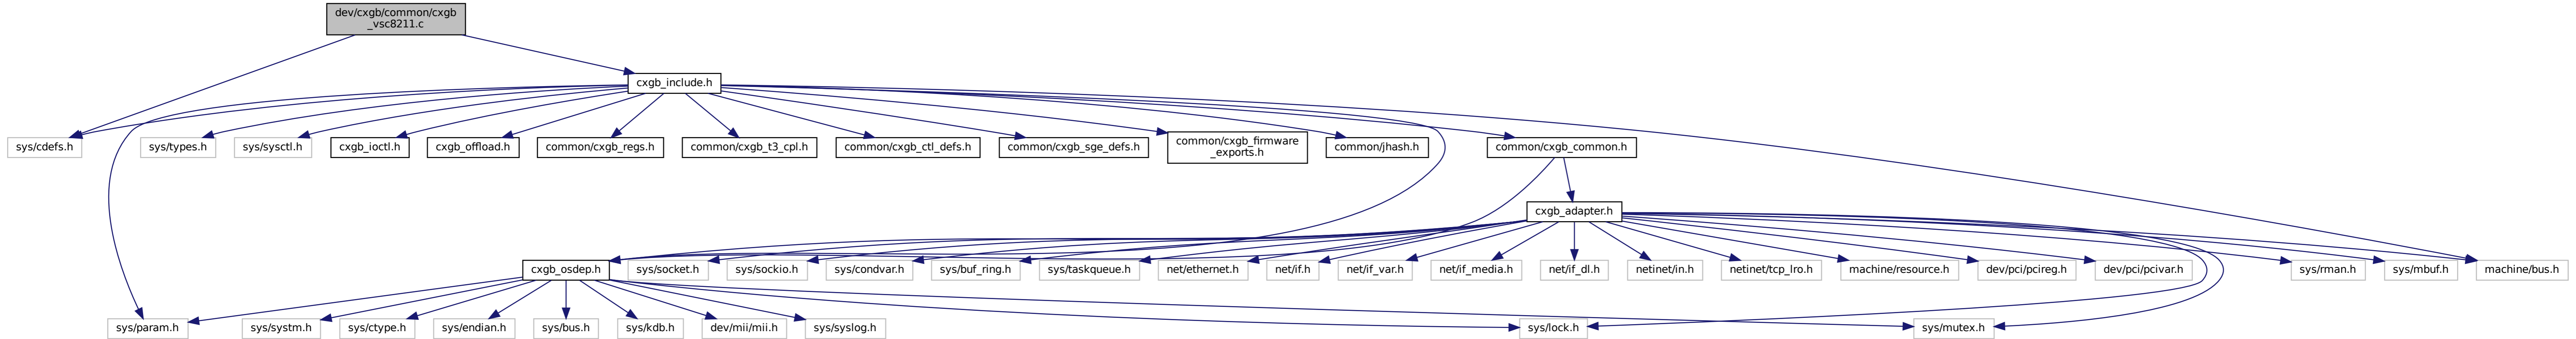 dev/cxgb/common/cxgb
_vsc8211.c
cxgb_include.h
sys/cdefs.h
sys/types.h
sys/sysctl.h
cxgb_ioctl.h
cxgb_offload.h
common/cxgb_regs.h
common/cxgb_t3_cpl.h
common/cxgb_ctl_defs.h
common/cxgb_sge_defs.h
common/cxgb_firmware
_exports.h
common/jhash.h
common/cxgb_common.h
cxgb_adapter.h
cxgb_osdep.h
sys/socket.h
sys/sockio.h
sys/condvar.h
sys/buf_ring.h
sys/taskqueue.h
net/ethernet.h
net/if.h
net/if_var.h
net/if_media.h
net/if_dl.h
netinet/in.h
netinet/tcp_lro.h
machine/resource.h
dev/pci/pcireg.h
dev/pci/pcivar.h
sys/rman.h
sys/mbuf.h
machine/bus.h
sys/param.h
sys/systm.h
sys/ctype.h
sys/endian.h
sys/bus.h
sys/kdb.h
dev/mii/mii.h
sys/syslog.h
sys/lock.h
sys/mutex.h